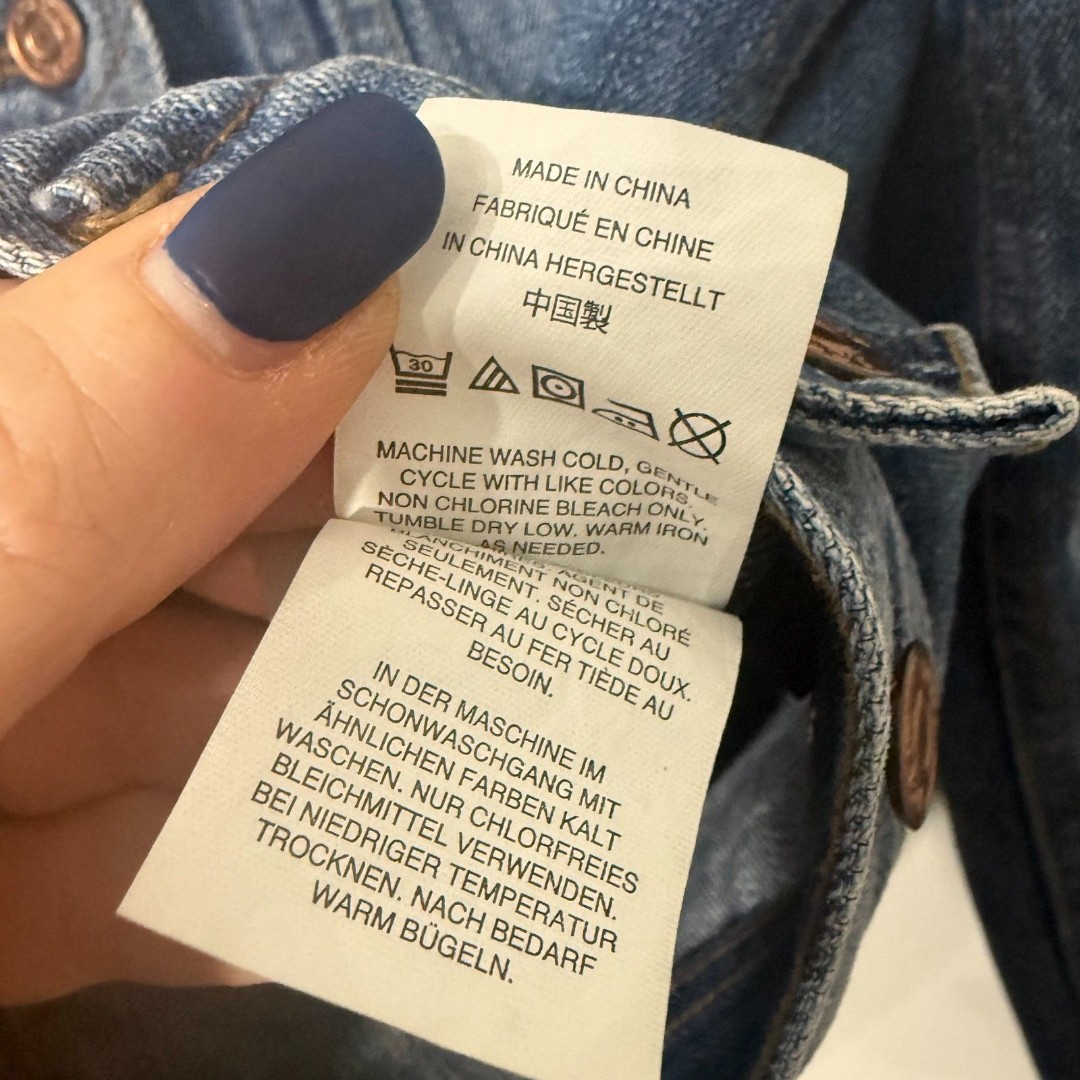 MADE IN CHINA
FABRIQUÉ EN CHINE
IN CHINA HERGESTELLT
中国製
30
MACHINE WASH COLD, GENTLE
CYCLE WITH LIKE COLORS.
NON CHLORINE BLEACH ONLY.
TUMBLE DRY LOW. WARM IRON
AS NEEDED.
BLANCHIMENT NON CHLORÉ
SEULEMENT, SÉCHER AU
SÈCHE-LINGE AU CYCLE DOUX.
REPASSER AU FER TIÈDE AU
BESOIN.
IN DER MASCHINE IM
SCHONWASCHGANG MIT
ÄHNLICHEN FARBEN KALT
WASCHEN. NUR CHLORFREIES
BLEICHMITTEL VERWENDEN.
BEI NIEDRIGER TEMPERATUR
TROCKNEN. NACH BEDARF
WARM BÜGELN.